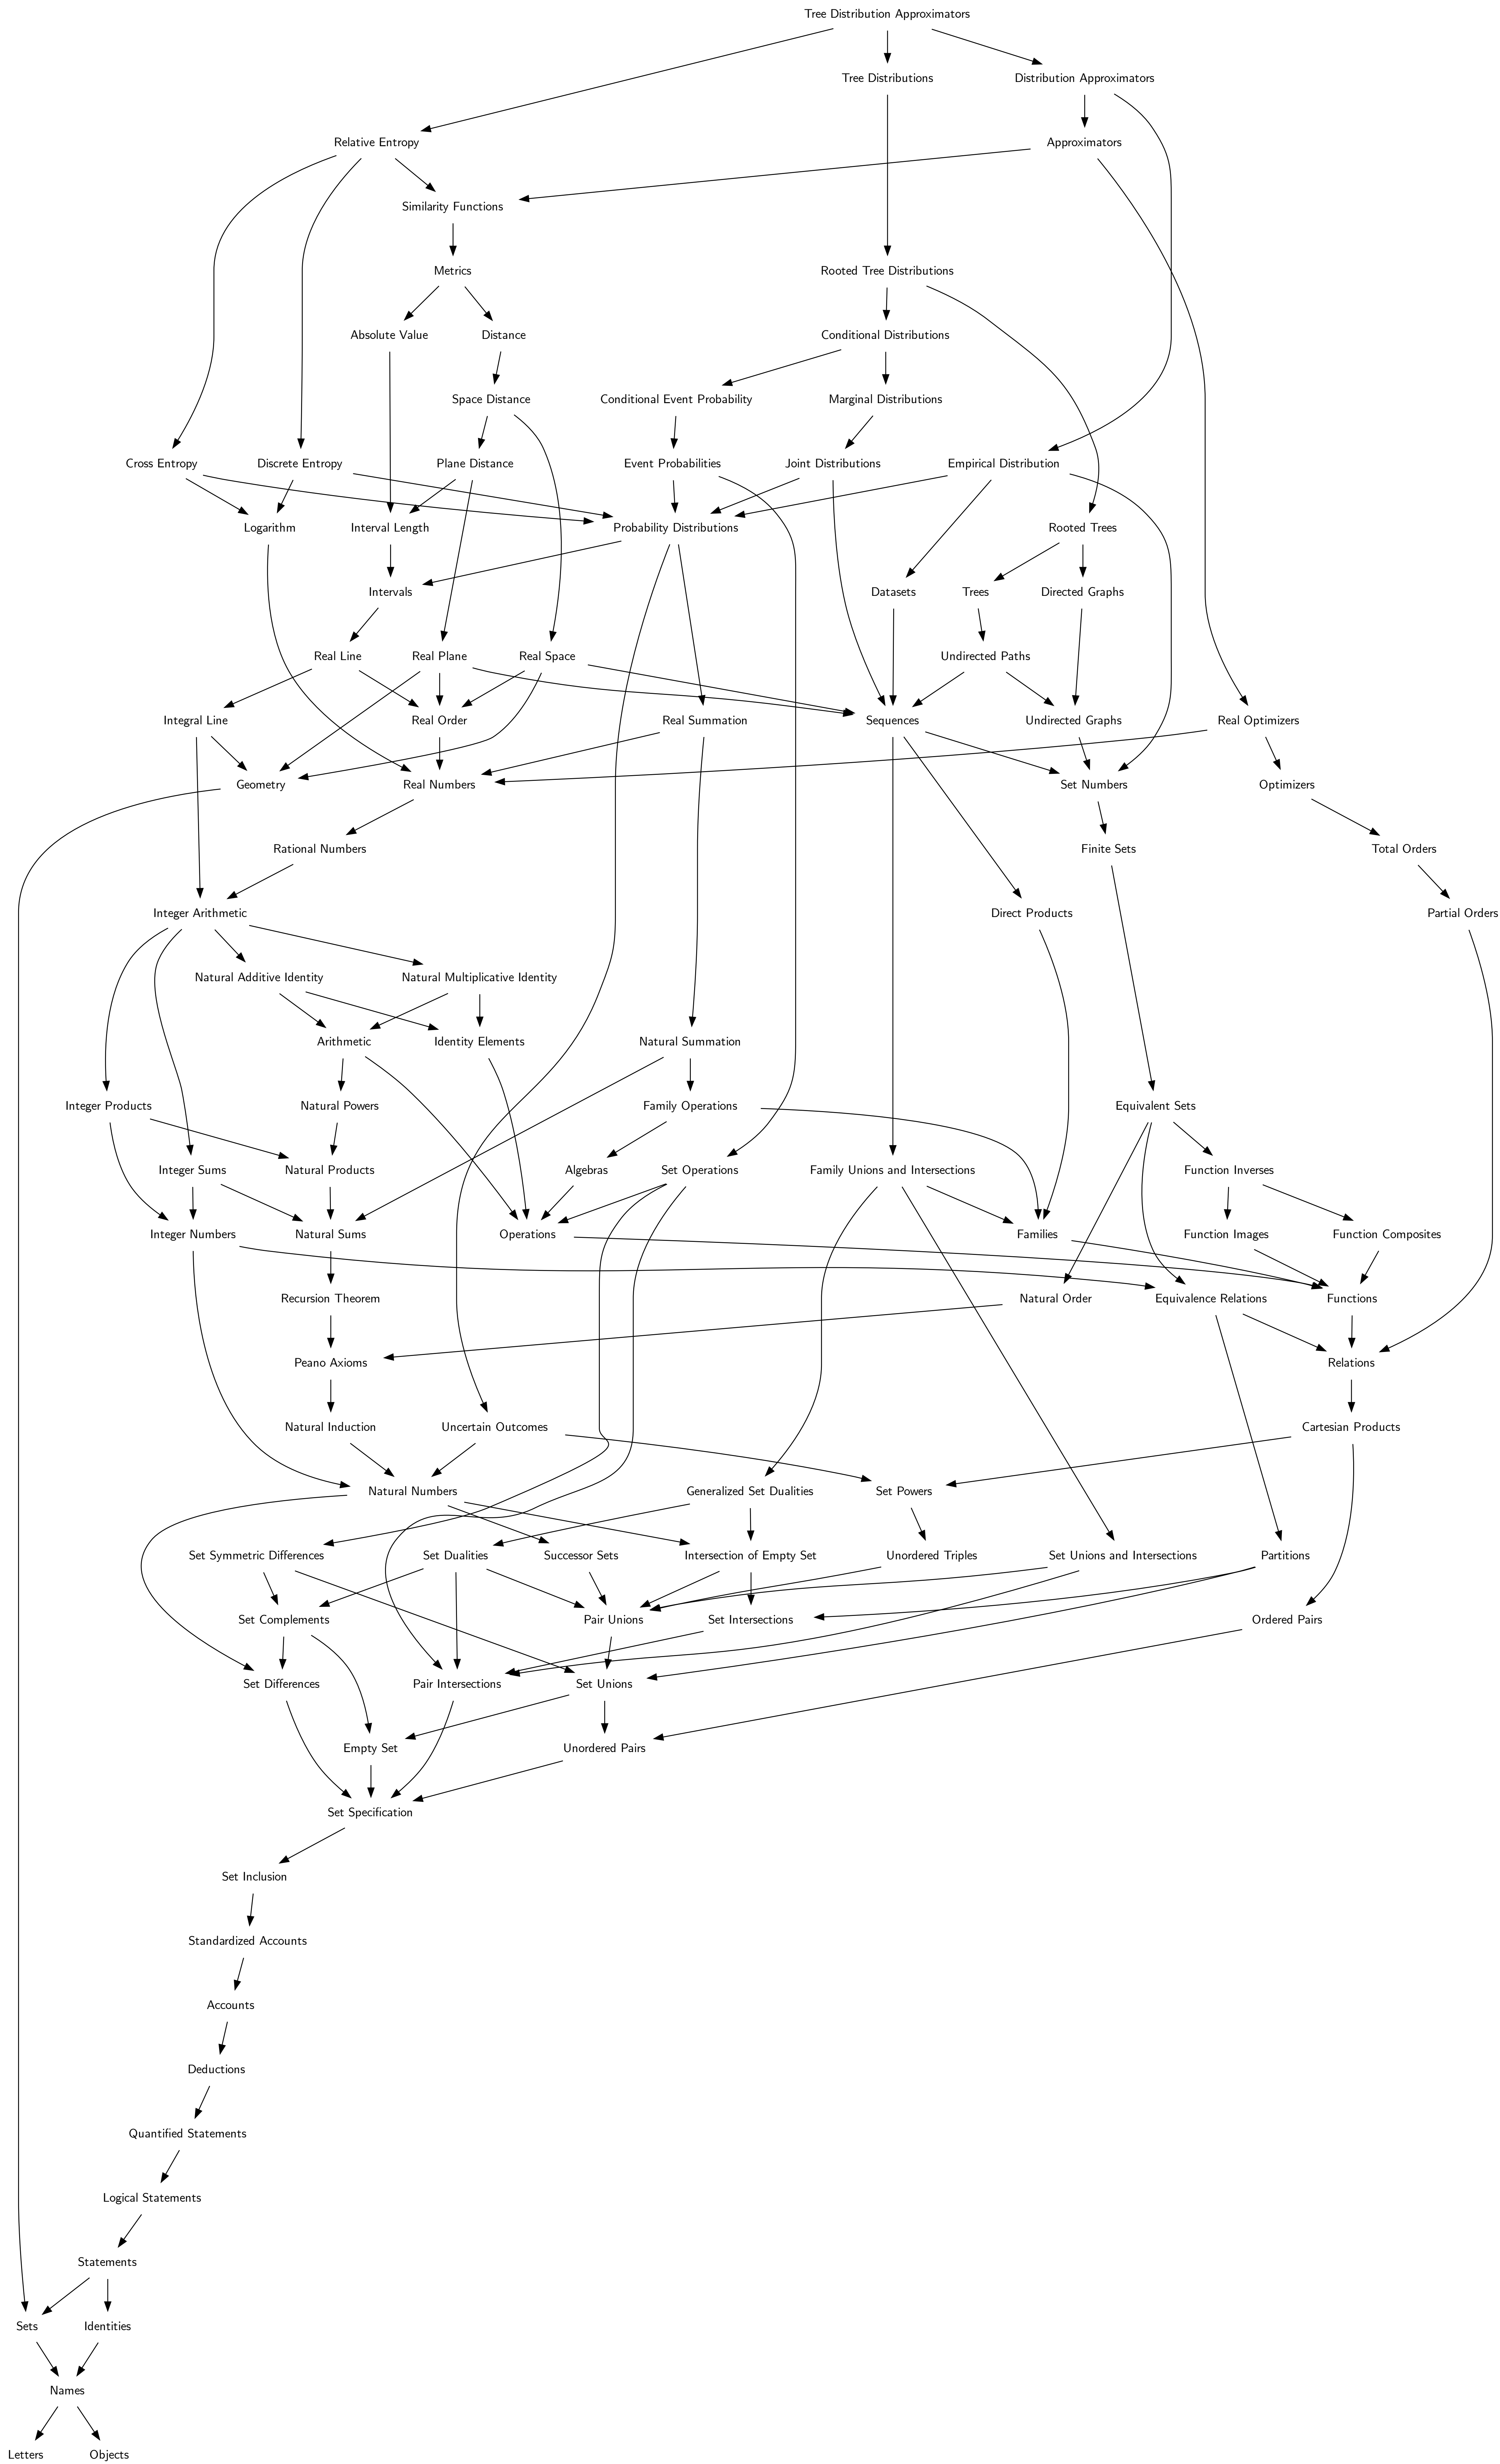 Tree Distribution Approximators
Tree Distributions
Distribution Approximators
Relative Entropy
Approximators
Similarity Functions
Metrics
Rooted Tree Distributions
Absolute Value
Distance
Conditional Distributions
Space Distance
Conditional Event Probability
Marginal Distributions
Cross Entropy
Discrete Entropy
Plane Distance
Event Probabilities
Joint Distributions
Empirical Distribution
Logarithm
Interval Length
Probability Distributions
Rooted Trees
Intervals
Datasets
Trees
Directed Graphs
Real Line
Real Plane
Real Space
Undirected Paths
Integral Line
Real Order
Real Summation
Sequences
Undirected Graphs
Real Optimizers
Geometry
Real Numbers
Set Numbers
Optimizers
Rational Numbers
Finite Sets
Total Orders
Integer Arithmetic
Direct Products
Partial Orders
Natural Additive Identity
Natural Multiplicative Identity
Arithmetic
Identity Elements
Natural Summation
Integer Products
Natural Powers
Family Operations
Equivalent Sets
Integer Sums
Natural Products
Algebras
Set Operations
Family Unions and Intersections
Function Inverses
Integer Numbers
Natural Sums
Operations
Families
Function Images
Function Composites
Recursion Theorem
Natural Order
Equivalence Relations
Functions
Peano Axioms
Relations
Natural Induction
Uncertain Outcomes
Cartesian Products
Natural Numbers
Generalized Set Dualities
Set Powers
Set Symmetric Differences
Set Dualities
Successor Sets
Intersection of Empty Set
Unordered Triples
Set Unions and Intersections
Partitions
Set Complements
Pair Unions
Set Intersections
Ordered Pairs
Set Differences
Pair Intersections
Set Unions
Empty Set
Unordered Pairs
Set Specification
Set Inclusion
Standardized Accounts
Accounts
Deductions
Quantified Statements
Logical Statements
Statements
Sets
Identities
Names
Letters
Objects